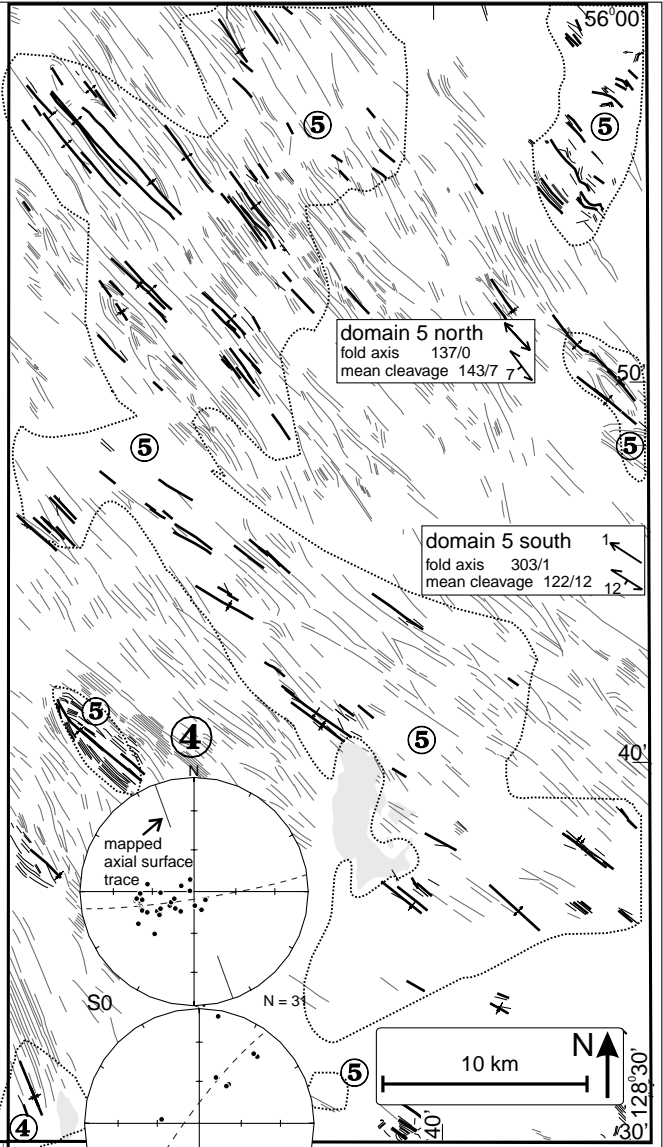 56°00'
5
5
domain 5 north
fold axis 137/0
mean cleavage 143/7
7
50'
5
5
domain 5 south
1
fold axis 303/1
mean cleavage 122/12
12
5
4
5
40'
N
mapped
axial surface
trace
S0
N = 31
10 km
N
5
128°30'
4
40'
30'